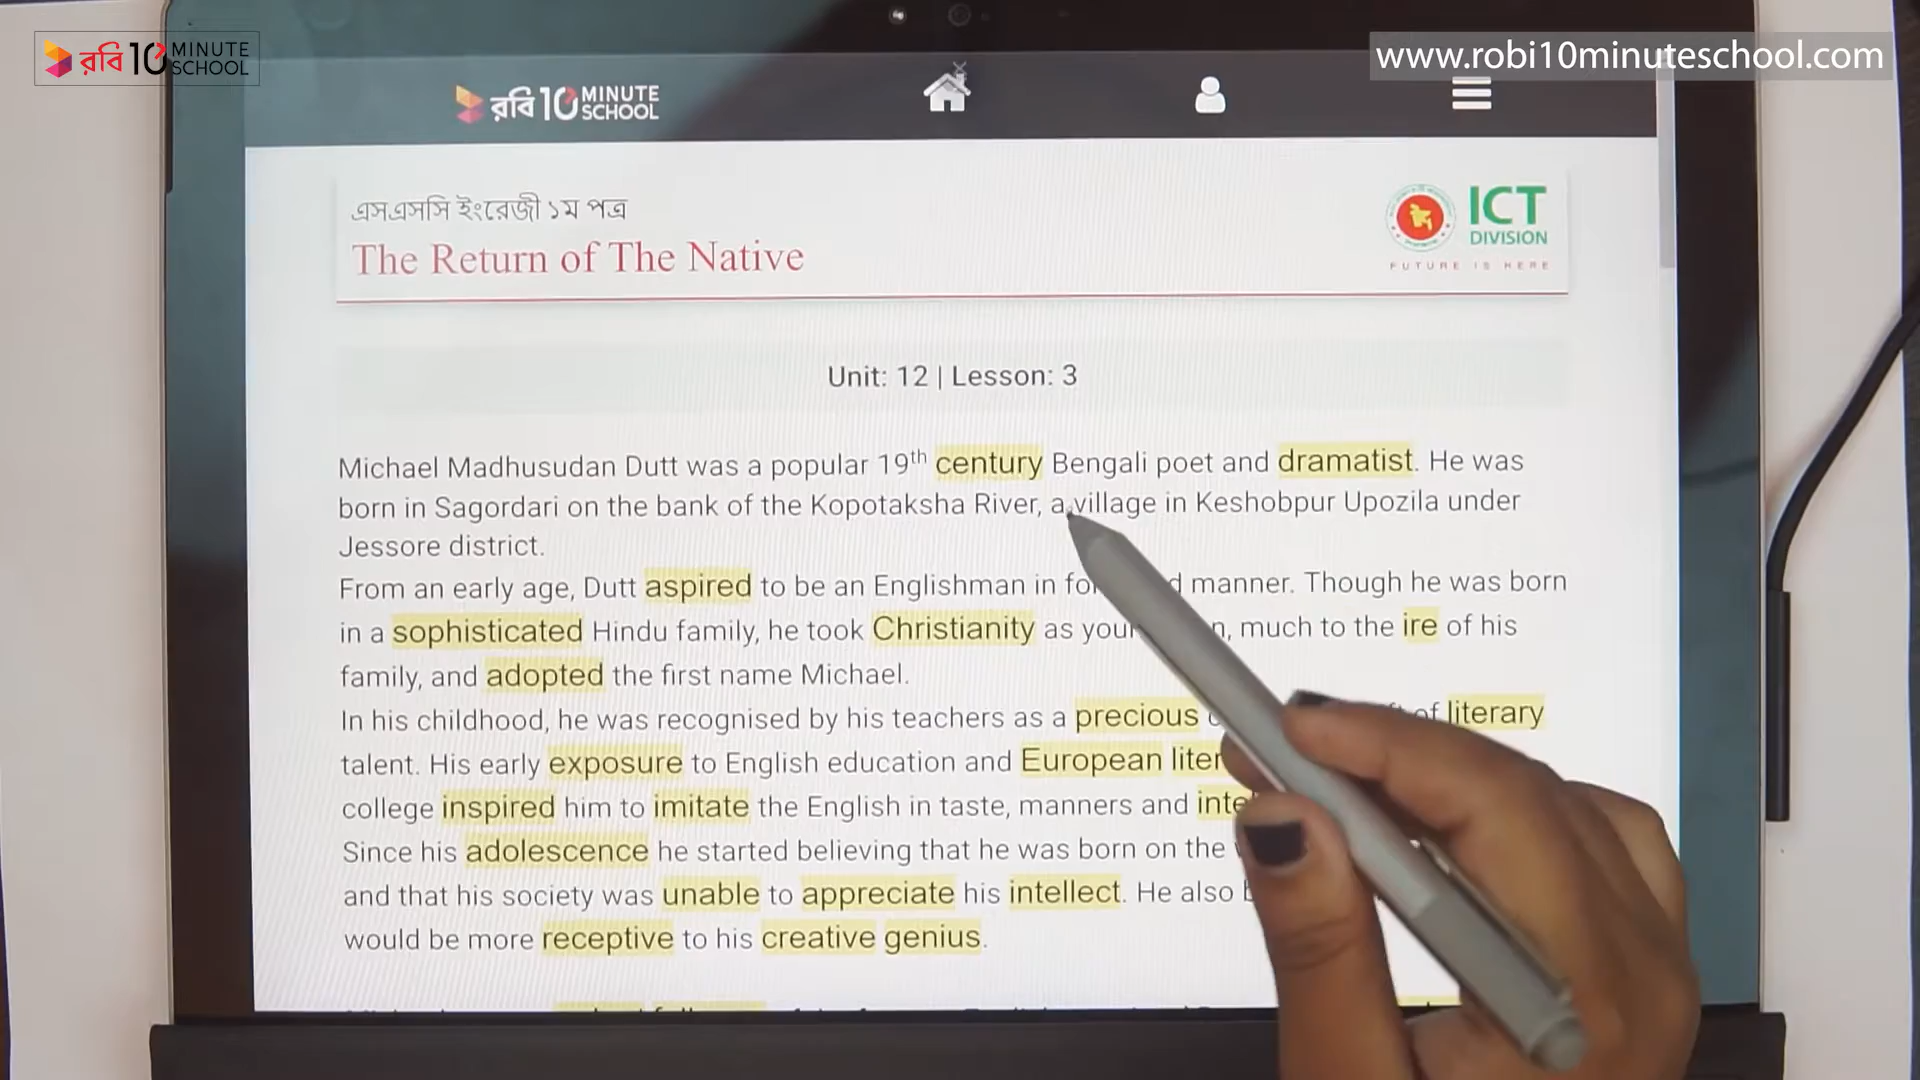 রবি 10 MINUTE SCHOOL
www.robi10minuteschool.com
রবি 10 MINUTE SCHOOL
এসএসসি ইংরেজী ১ম পত্র
The Return of The Native
ICT
DIVISION
FUTURE IS HERE
Unit: 12 | Lesson: 3
Michael Madhusudan Dutt was a popular 19th century Bengali poet and dramatist. He was
born in Sagordari on the bank of the Kopotaksha River, a village in Keshobpur Upozila under
Jessore district.
From an early age, Dutt aspired to be an Englishman in manner. Though he was born
in a sophisticated Hindu family, he took Christianity as much to the ire of his
family, and adopted the first name Michael.
In his childhood, he was recognised by his teachers as a precious of literary
talent. His early exposure to English education and European
college inspired him to imitate the English in taste, manners and
Since his adolescence he started believing that he was born on the
and that his society was unable to appreciate his intellect. He also
would be more receptive to his creative genius.